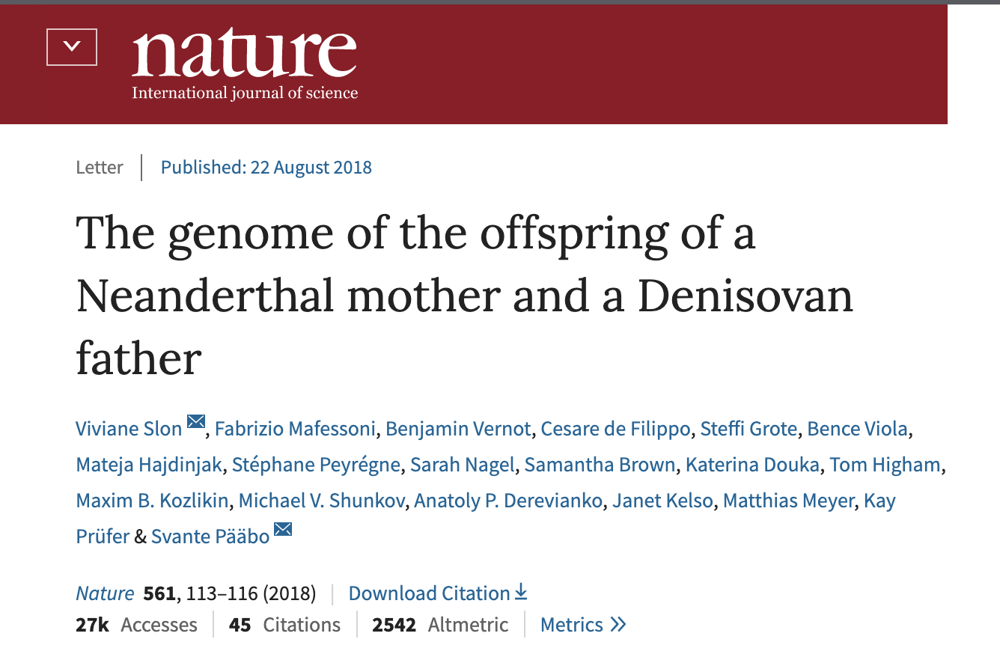 nature
International journal of science
Letter
Published: 22 August 2018
The genome of the offspring of a
Neanderthal mother and a Denisovan
father
Viviane Slon, Fabrizio Mafessoni, Benjamin Vernot, Cesare de Filippo, Steffi Grote, Bence Viola,
Mateja Hajdinjak, Stéphane Peyrégne, Sarah Nagel, Samantha Brown, Katerina Douka, Tom Higham,
Maxim B. Kozlikin, Michael V. Shunkov, Anatoly P. Derevianko, Janet Kelso, Matthias Meyer, Kay
Prüfer & Svante Pääbo
Nature 561, 113–116 (2018) Download Citation
27k Accesses 45 Citations 2542 Altmetric Metrics